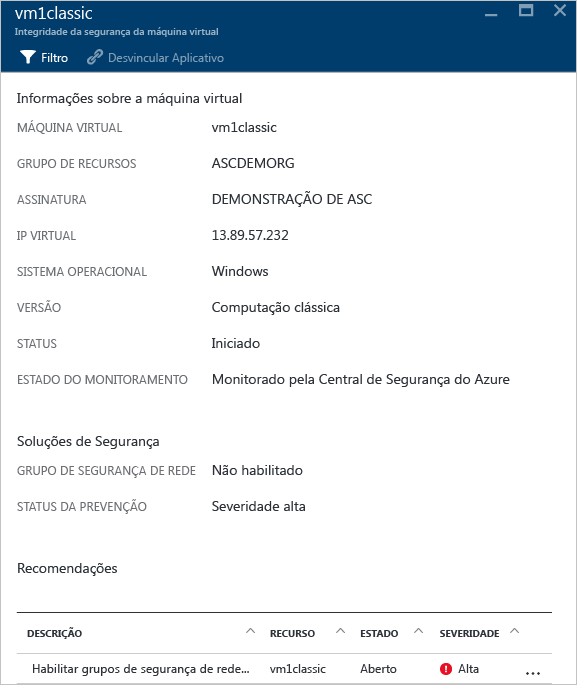 vm1classic
Integridade da segurança da máquina virtual
Filtro Desvincular Aplicativo
Informações sobre a máquina virtual
MÁQUINA VIRTUAL vm1classic
GRUPO DE RECURSOS ASCDEMORG
ASSINATURA DEMONSTRAÇÃO DE ASC
IP VIRTUAL 13.89.57.232
SISTEMA OPERACIONAL Windows
VERSÃO Computação clássica
STATUS Iniciado
ESTADO DO MONITORAMENTO Monitorado pela Central de Segurança do Azure
Soluções de Segurança
GRUPO DE SEGURANÇA DE REDE Não habilitado
STATUS DA PREVENÇÃO Severidade alta
Recomendações
DESCRIÇÃO RECURSO ESTADO SEVERIDADE
Habilitar grupos de segurança de rede... vm1classic Aberto Alta ...